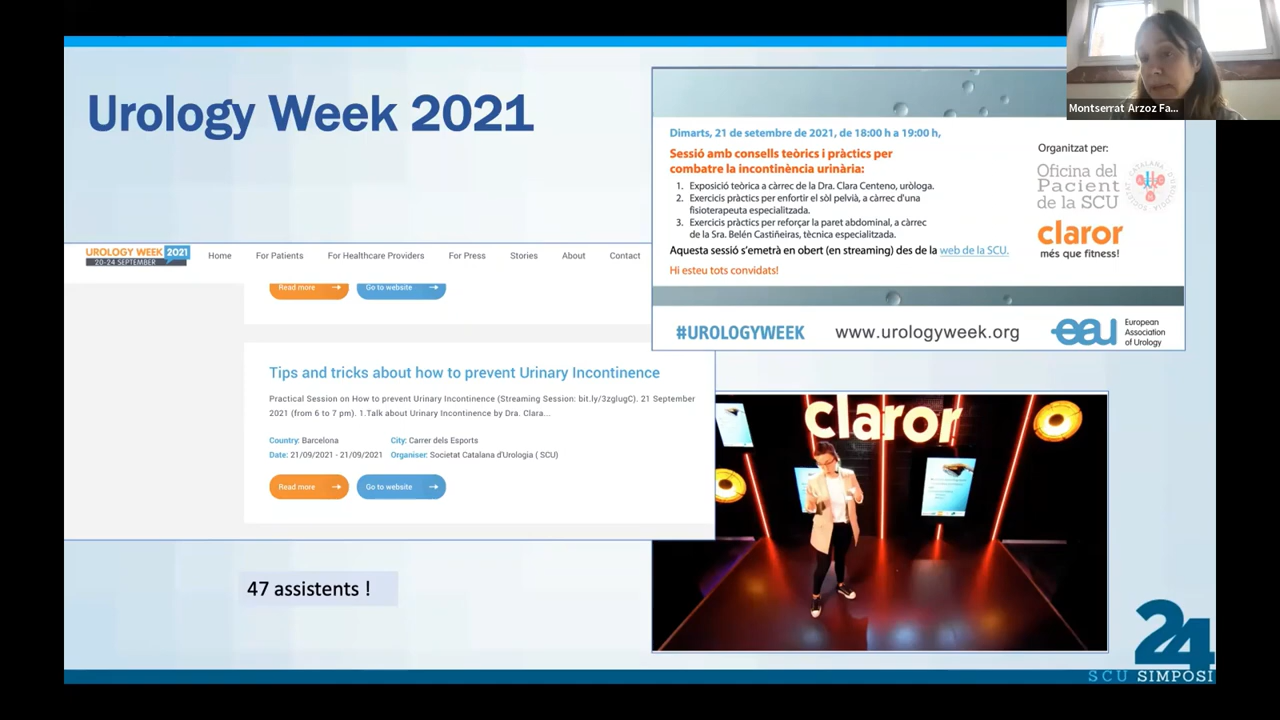 Montserrat Arzoz Fa...
Urology Week 2021
Dimarts, 21 de setembre de 2021, de 18:00 h a 19:00 h,
Sessió amb consells teòrics i pràctics per
combatre la incontinència urinària:
1. Exposició teòrica a càrrec de la Dra. Clara Centeno, uròloga.
2. Exercicis pràctics per enfortir el sòl pelvià, a càrrec d'una
fisioterapeuta especialitzada.
3. Exercicis pràctics per reforçar la paret abdominal, a càrrec
de la Sra. Belén Castiñeiras, tècnica especialitzada.
Aquesta sessió s'emetrà en obert (en streaming) des de la web de la SCU.
Hi esteu tots convidats!
Organitzat per:
Oficina del
Pacient
de la SCU
claror
més que fitness!
#UROLOGYWEEK
www.urologyweek.org
eau
European
Association
of Urology
UROLOGY WEEK 2021
20-24 SEPTEMBER
Home
For Patients
For Healthcare Providers
For Press
Stories
About
Contact
Read more
Go to website
Tips and tricks about how to prevent Urinary Incontinence
Practical Session on How to prevent Urinary Incontinence (Streaming Session: bit.ly/3zglugC). 21 September
2021 (from 6 to 7 pm). 1.Talk about Urinary Incontinence by Dra. Clara...
Country: Barcelona
City: Carrer dels Esports
Date: 21/09/2021 - 21/09/2021
Organiser: Societat Catalana d'Urologia ( SCU)
Read more
Go to website
claror
47 assistents !
24
SCU SIMPOSI